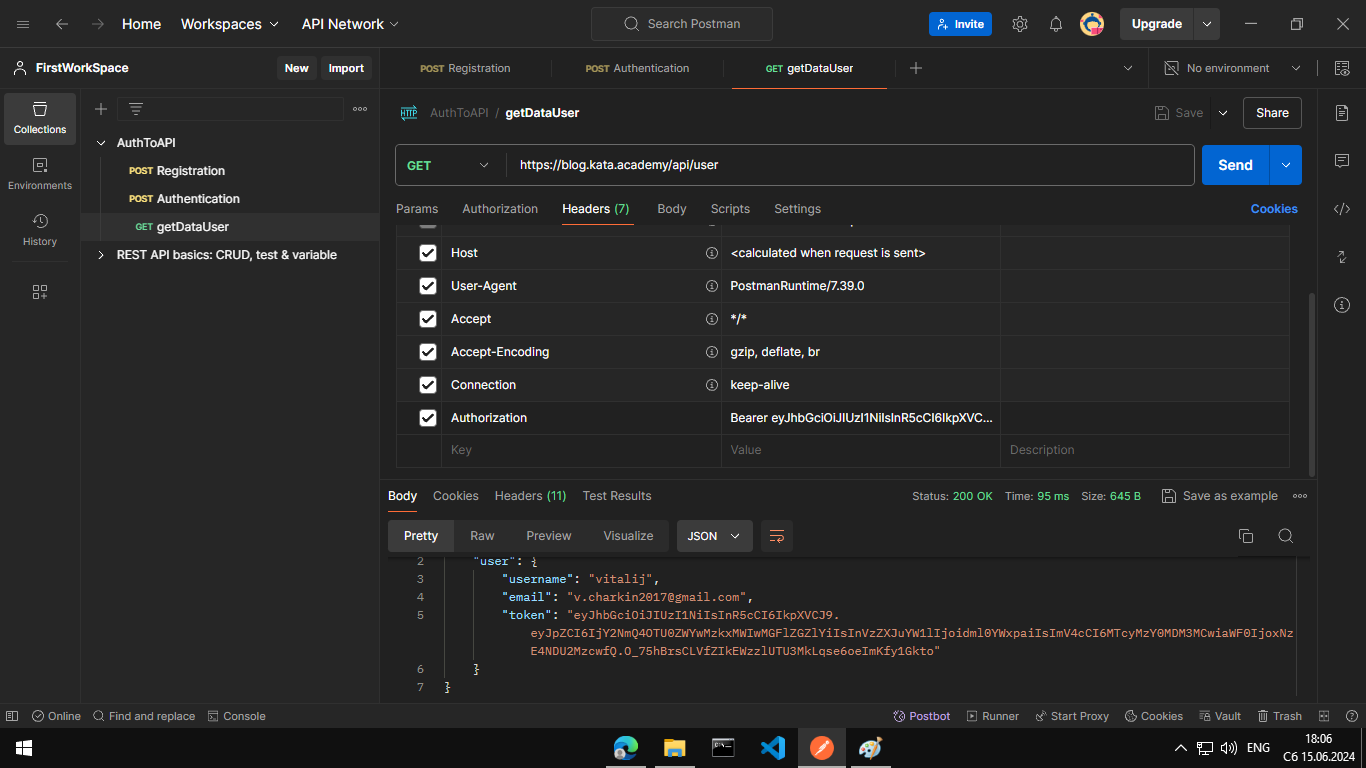 Home Workspaces API Network Search Postman Invite Upgrade
FirstWorkSpace New Import POST Registration POST Authentication GET getDataUser No environment
Collections
Environments
History
AuthToAPI
POST Registration
POST Authentication
GET getDataUser
REST API basics: CRUD, test & variable
HTTP AuthToAPI / getDataUser Save Share
GET https://blog.kata.academy/api/user Send
Params Authorization Headers (7) Body Scripts Settings Cookies
Host <calculated when request is sent>
User-Agent PostmanRuntime/7.39.0
Accept */*
Accept-Encoding gzip, deflate, br
Connection keep-alive
Authorization Bearer eyJhbGciOiJIUzI1NiIsInR5cCI6IkpXVC...
Key Value Description
Body Cookies Headers (11) Test Results Status: 200 OK Time: 95 ms Size: 645 B Save as example
Pretty Raw Preview Visualize JSON
2 "user": {
3 "username": "vitalij",
4 "email": "v.charkin2017@gmail.com",
5 "token": "eyJhbGciOiJIUzI1NiIsInR5cCI6IkpXVCJ9.
eyJpZCI6IjY2NmQ4OTU0ZWYwMzkxMWIwMGFlZGZlYiIsInVzZXJuYW1lIjoidml0YWxpaiIsImV4cCI6MTcyMzY0MDM3MCwiaWF0IjoxNz
E4NDU2MzcwfQ.O_75hBrsCLVfZIkEWzzlUTU3MkLqse6oeImKfy1Gkto"
6 }
7 }
Online Find and replace Console Postbot Runner Start Proxy Cookies Vault Trash
ENG 18:06
Сб 15.06.2024